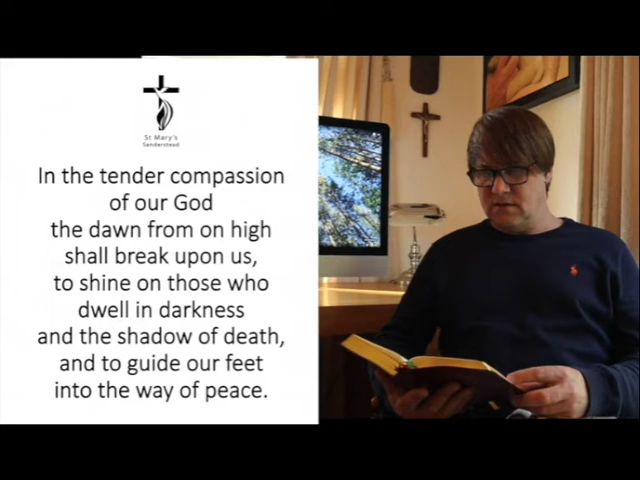 St Mary's
Sanderstead
In the tender compassion
of our God
the dawn from on high
shall break upon us,
to shine on those who
dwell in darkness
and the shadow of death,
and to guide our feet
into the way of peace.